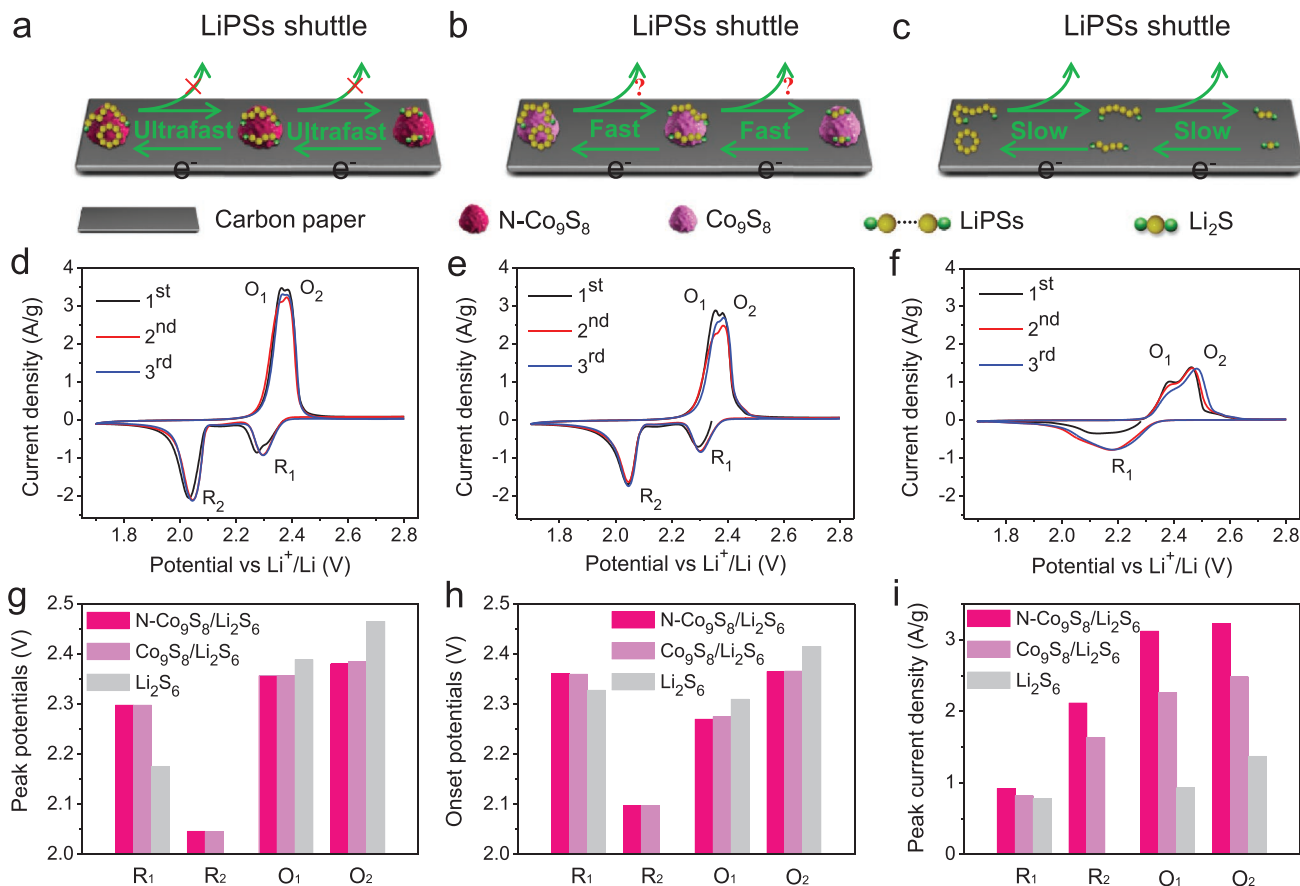 a LiPSs shuttle
b LiPSs shuttle
c LiPSs shuttle
Ultrafast Ultrafast
e⁻ e⁻
? ?
Fast Fast
e⁻ e⁻
Slow Slow
e⁻ e⁻
Carbon paper N-Co₉S₈ Co₉S₈ LiPSs Li₂S
d
4
3
2
1
0
-1
-2
1.8 2.0 2.2 2.4 2.6 2.8
Current density (A/g)
Potential vs Li⁺/Li (V)
1st
2nd
3rd
O₁ O₂
R₁
R₂
e
4
3
2
1
0
-1
-2
1.8 2.0 2.2 2.4 2.6 2.8
Current density (A/g)
Potential vs Li⁺/Li (V)
1st
2nd
3rd
O₁ O₂
R₁
R₂
f
4
3
2
1
0
-1
-2
1.8 2.0 2.2 2.4 2.6 2.8
Current density (A/g)
Potential vs Li⁺/Li (V)
1st
2nd
3rd
O₁ O₂
R₁
g
2.5
2.4
2.3
2.2
2.1
2.0
Peak potentials (V)
N-Co₉S₈/Li₂S₆
Co₉S₈/Li₂S₆
Li₂S₆
R₁ R₂ O₁ O₂
h
2.5
2.4
2.3
2.2
2.1
2.0
Onset potentials (V)
N-Co₉S₈/Li₂S₆
Co₉S₈/Li₂S₆
Li₂S₆
R₁ R₂ O₁ O₂
i
3
2
1
0
Peak current density (A/g)
N-Co₉S₈/Li₂S₆
Co₉S₈/Li₂S₆
Li₂S₆
R₁ R₂ O₁ O₂